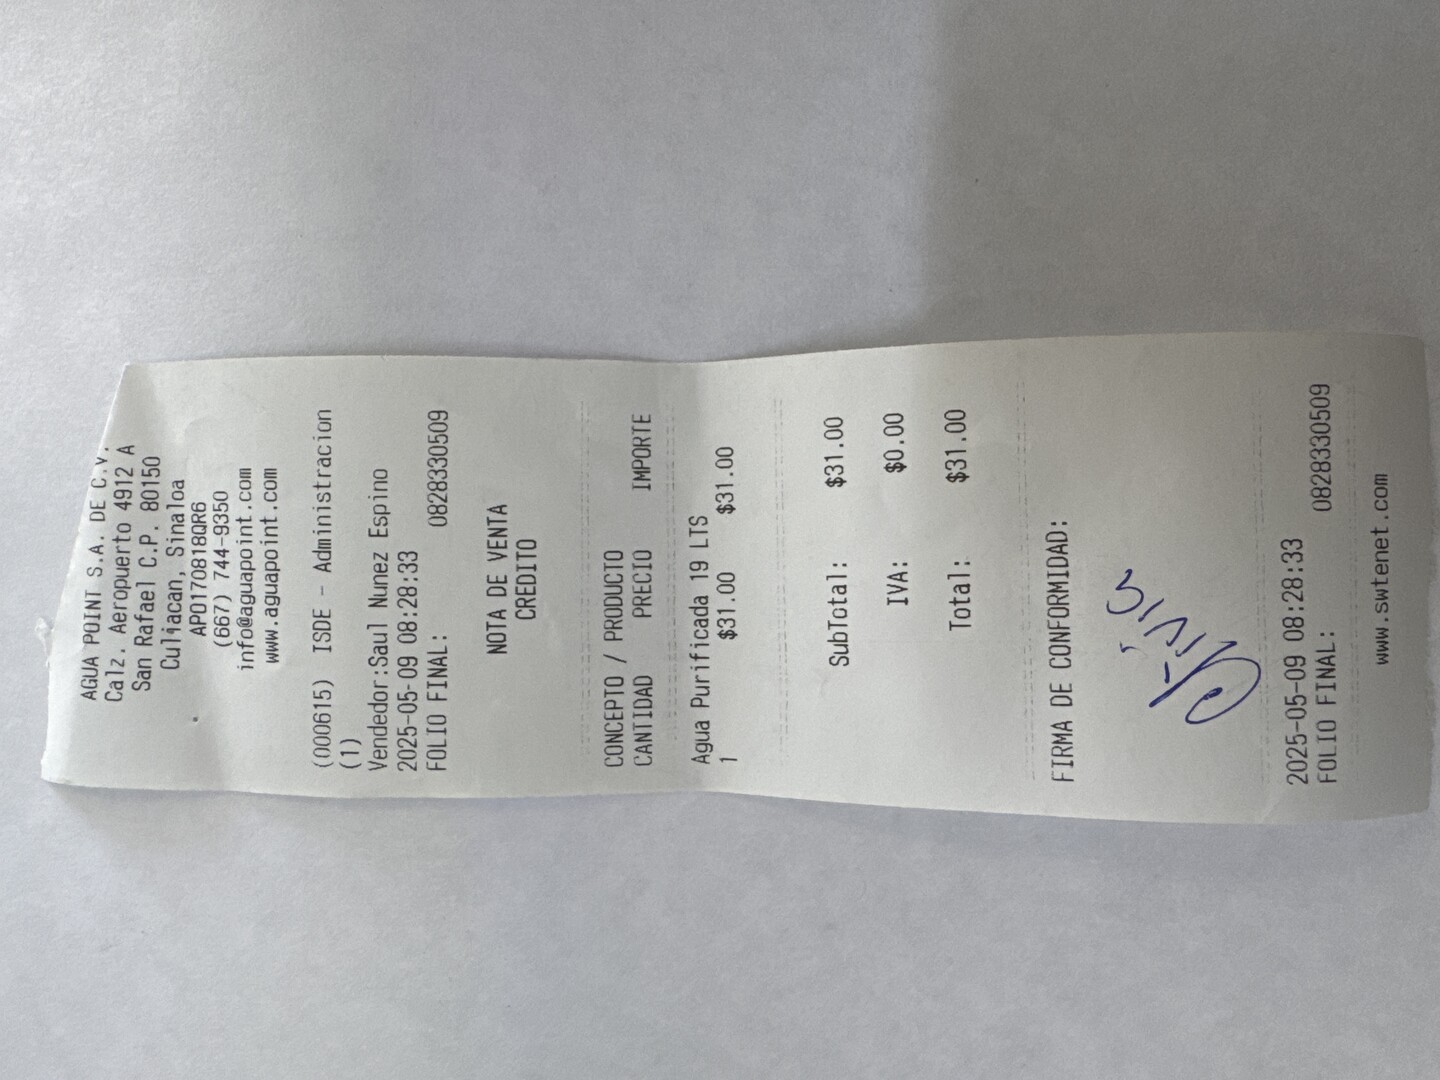 AGUA POINT S.A. DE C.V.
Calz. Aeropuerto 4912 A
San Rafael C.P. 80150
Culiacan, Sinaloa
APO170818QR6
(667) 744-9350
info@aguapoint.com
www.aguapoint.com
(000615) ISDE - Administracion
(1)
Vendedor:Saul Nunez Espino
2025-05-09 08:28:33
FOLIO FINAL: 0828330509
NOTA DE VENTA
CREDITO
CONCEPTO / PRODUCTO
CANTIDAD PRECIO IMPORTE
Agua Purificada 19 LTS
1 $31.00 $31.00
SubTotal: $31.00
IVA: $0.00
Total: $31.00
FIRMA DE CONFORMIDAD:
2025-05-09 08:28:33
FOLIO FINAL: 0828330509
www.swtenet.com